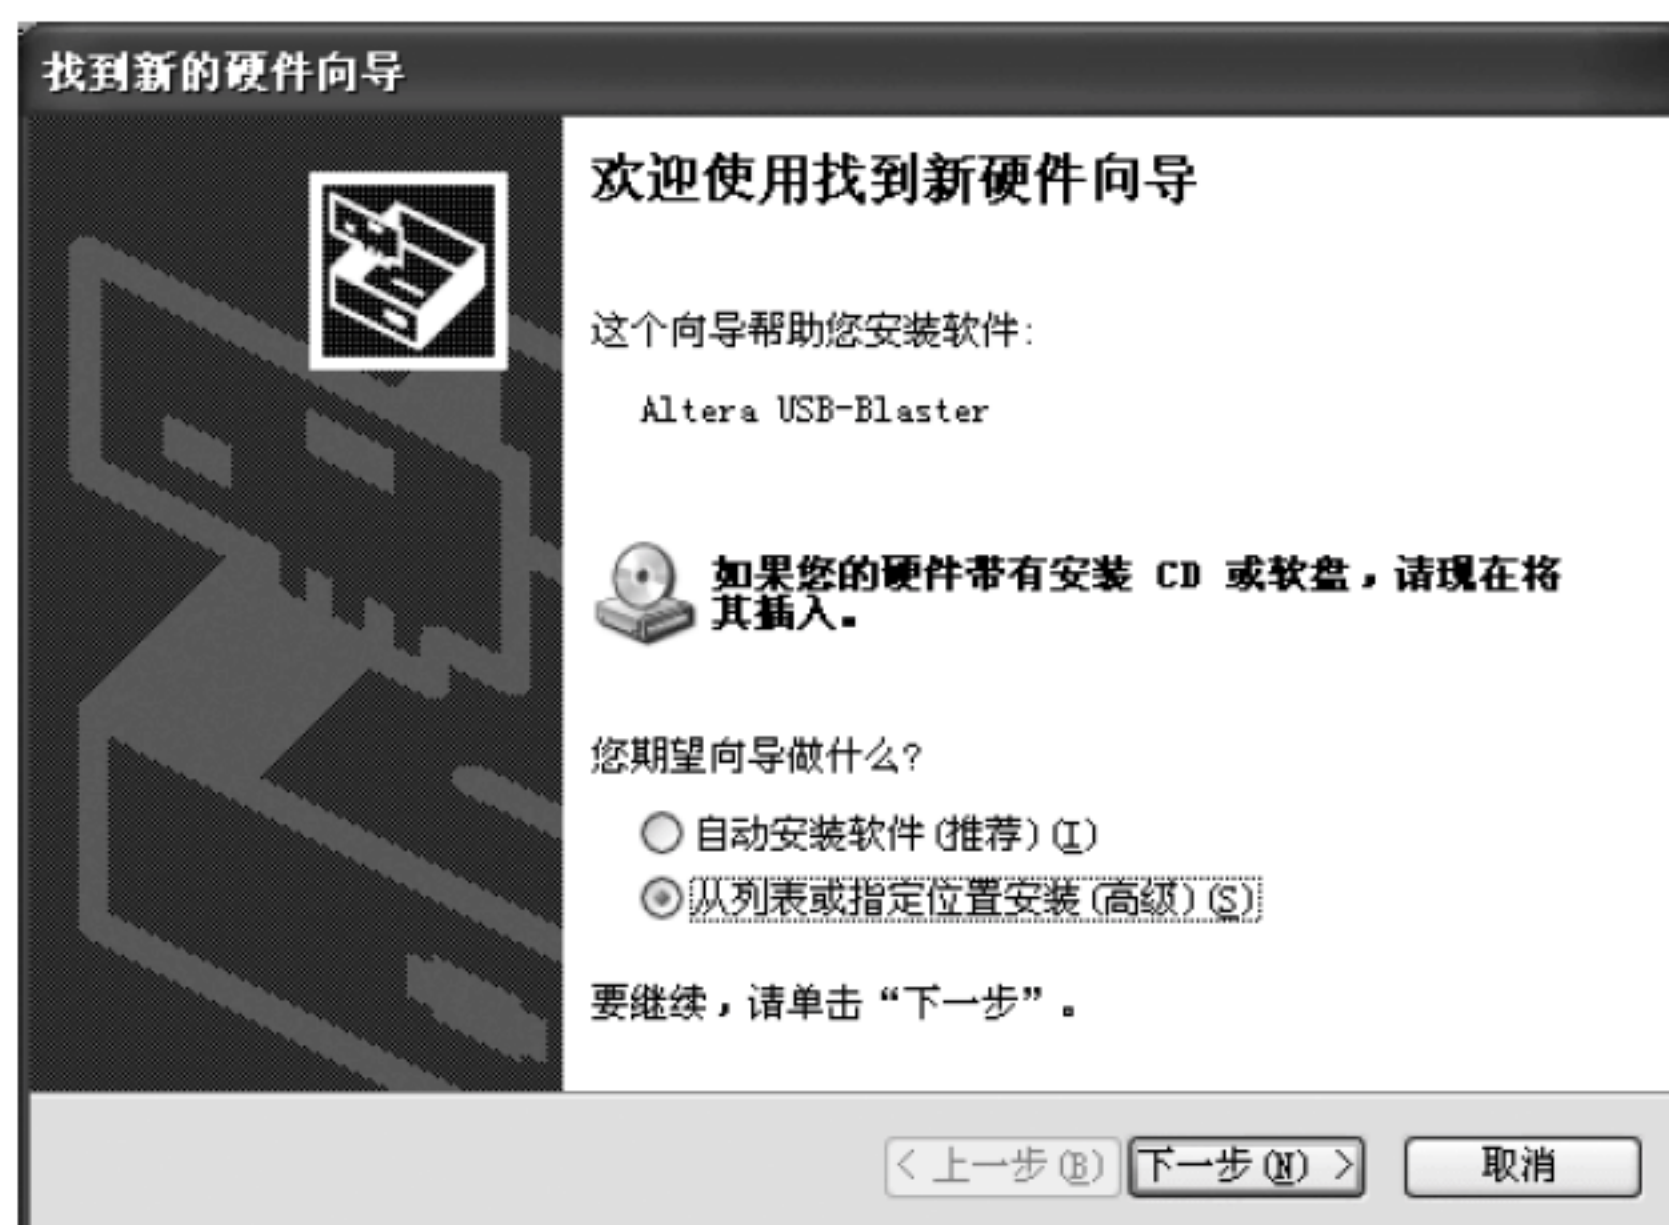 找到新的硬件向导
欢迎使用找到新硬件向导
这个向导帮助您安装软件:
Altera USB-Blaster
如果您的硬件带有安装 CD 或软盘，请现在将
其插入。
您期望向导做什么?
自动安装软件(推荐)(I)
从列表或指定位置安装(高级)(S)
要继续，请单击“下一步”。
< 上一步(B) 下一步(N) > 取消